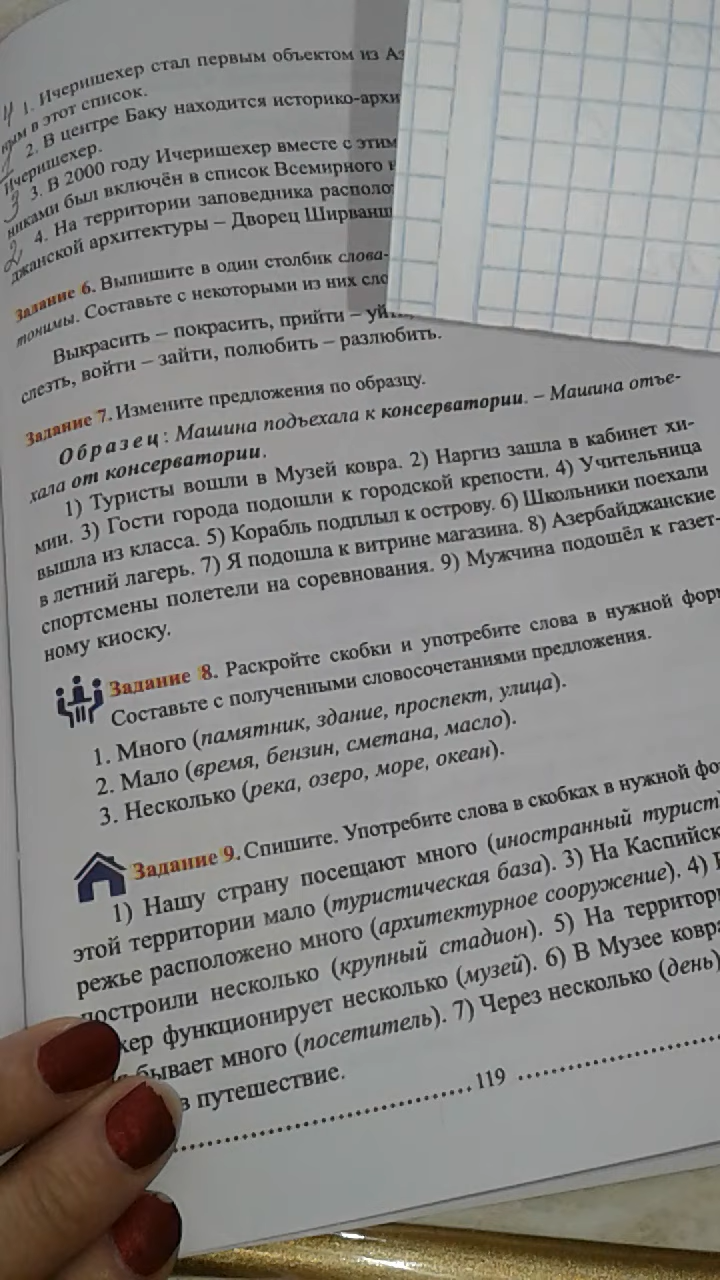 1. Ичеришехер стал первым объектом из Аз
в этот список.
2. В центре Баку находится историко-архи
Ичеришехер.
3. В 2000 году Ичеришехер вместе с этим
никами был включён в список Всемирного
4. На территории заповедника располо
джанской архитектуры – Дворец Ширванш
Задание 6. Выпишите в один столбик слова-
тонимы. Составьте с некоторыми из них сло
Выкрасить – покрасить, прийти – уйти,
слезть, войти – зайти, полюбить – разлюбить.
Задание 7. Измените предложения по образцу.
Образец: Машина подъехала к консерватории. – Машина отъе-
хала от консерватории.
1) Туристы вошли в Музей ковра. 2) Наргиз зашла в кабинет хи-
мии. 3) Гости города подошли к городской крепости. 4) Учительница
вышла из класса. 5) Корабль подплыл к острову. 6) Школьники поехали
в летний лагерь. 7) Я подошла к витрине магазина. 8) Азербайджанские
спортсмены полетели на соревнования. 9) Мужчина подошёл к газет-
ному киоску.
Задание 8. Раскройте скобки и употребите слова в нужной фор
Составьте с полученными словосочетаниями предложения.
1. Много (памятник, здание, проспект, улица).
2. Мало (время, бензин, сметана, масло).
3. Несколько (река, озеро, море, океан).
Задание 9. Спишите. Употребите слова в скобках в нужной фо
1) Нашу страну посещают много (иностранный турист
этой территории мало (туристическая база). 3) На Каспийск
режье расположено много (архитектурное сооружение). 4)
построили несколько (крупный стадион). 5) На территор
хер функционирует несколько (музей). 6) В Музее ковра
бывает много (посетитель). 7) Через несколько (день)
в путешествие.
119